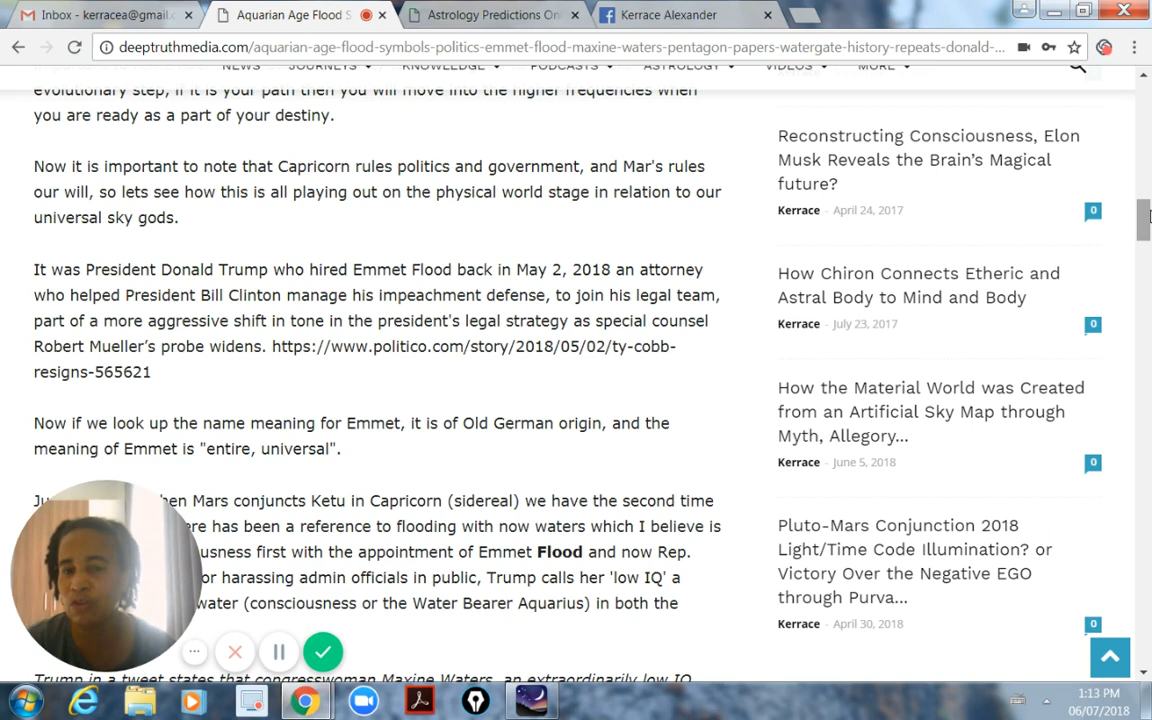 Inbox - kerracea@gmail.c
Aquarian Age Flood S
Astrology Predictions On
Kerrace Alexander
deeptruthmedia.com/aquarian-age-flood-symbols-politics-emmet-flood-maxine-waters-pentagon-papers-watergate-history-repeats-donald-...
NEWS JOURNEYS KNOWLEDGE PODCASTS ASTROLOGY VIDEOS MORE
evolutionary step, if it is your path then you will move into the higher frequencies when
you are ready as a part of your destiny.
Now it is important to note that Capricorn rules politics and government, and Mar's rules
our will, so lets see how this is all playing out on the physical world stage in relation to our
universal sky gods.
It was President Donald Trump who hired Emmet Flood back in May 2, 2018 an attorney
who helped President Bill Clinton manage his impeachment defense, to join his legal team,
part of a more aggressive shift in tone in the president's legal strategy as special counsel
Robert Mueller’s probe widens. https://www.politico.com/story/2018/05/02/ty-cobb-
resigns-565621
Now if we look up the name meaning for Emmet, it is of Old German origin, and the
meaning of Emmet is "entire, universal".
Mars conjuncts Ketu in Capricorn (sidereal) we have the second time
has been a reference to flooding with now waters which I believe is
first with the appointment of Emmet Flood and now Rep.
harassing admin officials in public, Trump calls her 'low IQ' a
water (consciousness or the Water Bearer Aquarius) in both the
Trump in a tweet states that congresswoman Maxine Waters, an extraordinarily low IQ
Reconstructing Consciousness, Elon
Musk Reveals the Brain’s Magical
future?
Kerrace - April 24, 2017 0
How Chiron Connects Etheric and
Astral Body to Mind and Body
Kerrace - July 23, 2017 0
How the Material World was Created
from an Artificial Sky Map through
Myth, Allegory...
Kerrace - June 5, 2018 0
Pluto-Mars Conjunction 2018
Light/Time Code Illumination? or
Victory Over the Negative EGO
through Purva...
Kerrace - April 30, 2018 0
1:13 PM
06/07/2018